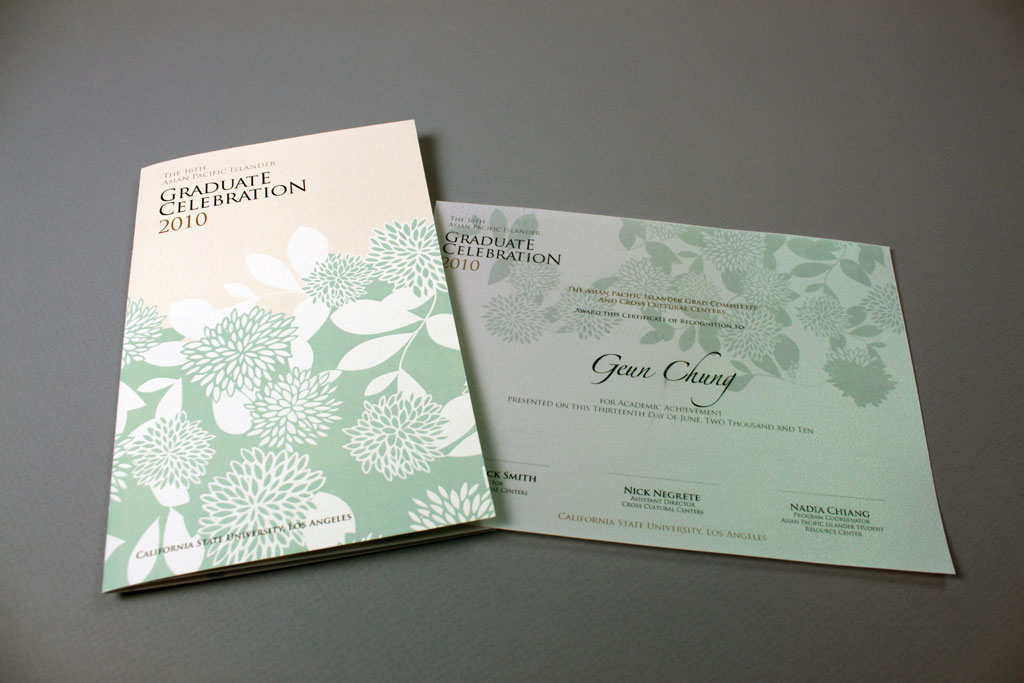 THE 16TH
ASIAN PACIFIC ISLANDER
GRADUATE
CELEBRATION
2010
CALIFORNIA STATE UNIVERSITY, LOS ANGELES
THE 16TH
ASIAN PACIFIC ISLANDER
GRADUATE
CELEBRATION
2010
THE ASIAN PACIFIC ISLANDER GRAD COMMITTEE
AND CROSS CULTURAL CENTERS
AWARD THIS CERTIFICATE OF RECOGNITION TO
Geun Chung
FOR ACADEMIC ACHIEVEMENT
PRESENTED ON THIS THIRTEENTH DAY OF JUNE, TWO THOUSAND AND TEN
CK SMITH
TOR
AL CENTERS
NICK NEGRETE
ASSISTANT DIRECTOR
CROSS CULTURAL CENTERS
NADIA CHIANG
PROGRAM COORDINATOR
ASIAN PACIFIC ISLANDER STUDENT
RESOURCE CENTER
CALIFORNIA STATE UNIVERSITY, LOS ANGELES